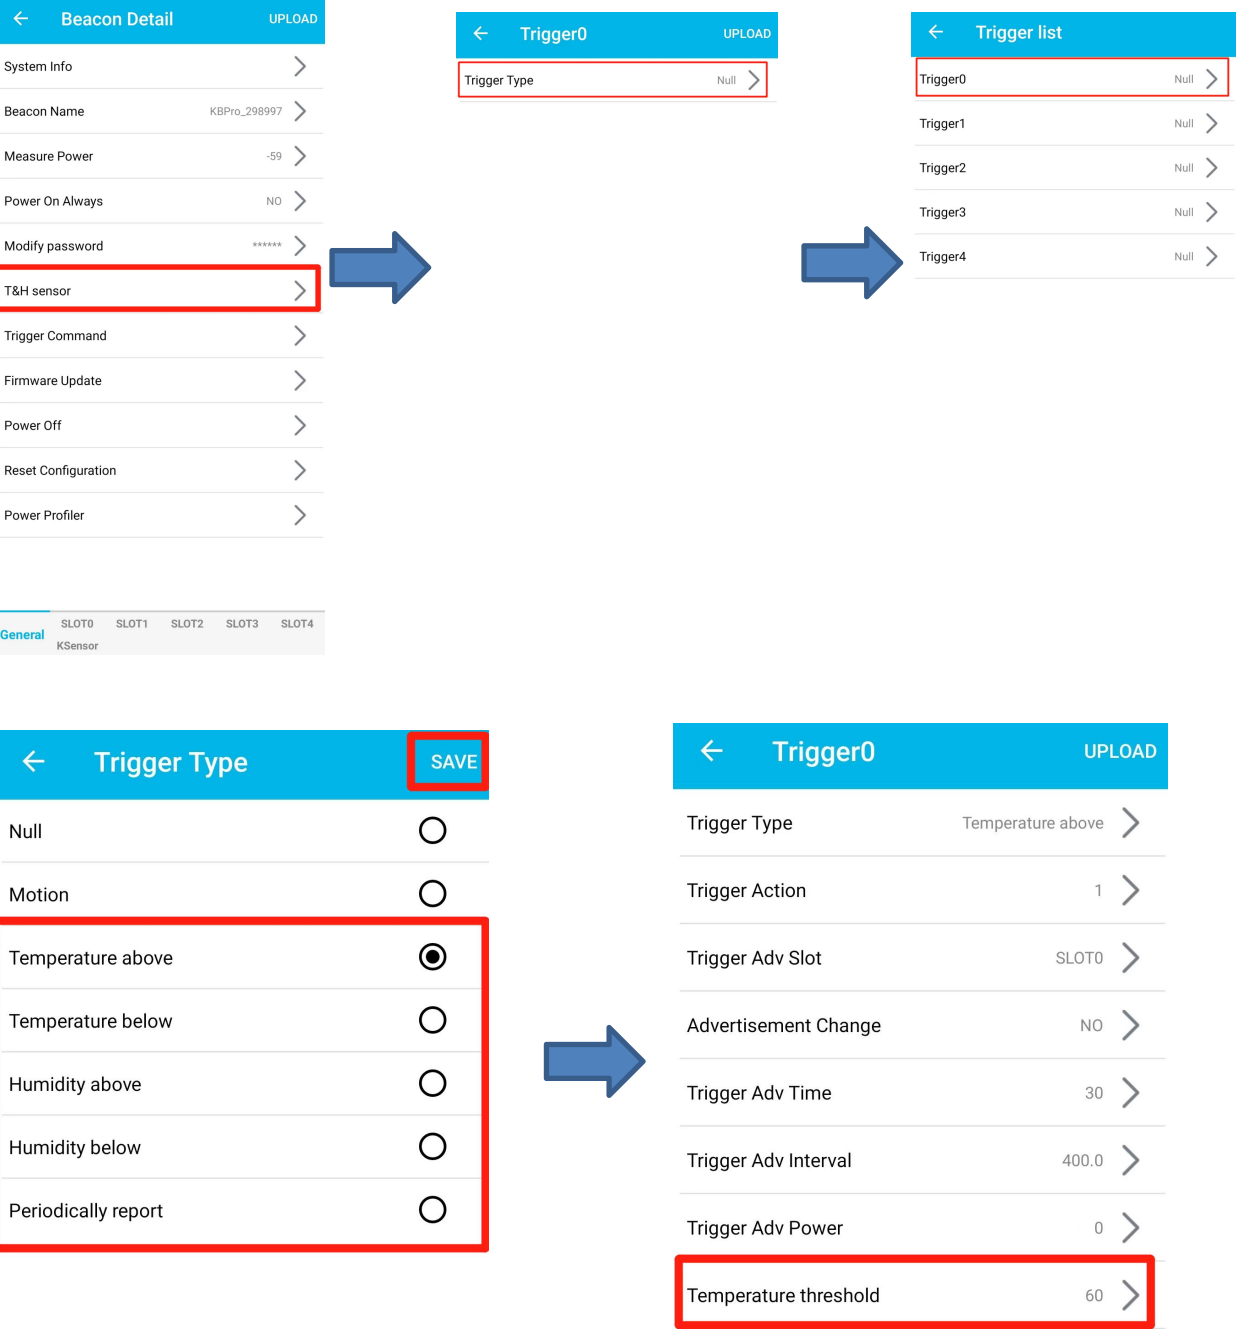 Beacon Detail UPLOAD
System Info
Beacon Name KBPro_298997
Measure Power -59
Power On Always NO
Modify password ******
T&H sensor
Trigger Command
Firmware Update
Power Off
Reset Configuration
Power Profiler
General SLOT0 SLOT1 SLOT2 SLOT3 SLOT4
KSensor
Trigger0 UPLOAD
Trigger Type Null
Trigger list
Trigger0 Null
Trigger1 Null
Trigger2 Null
Trigger3 Null
Trigger4 Null
Trigger Type SAVE
Null
Motion
Temperature above
Temperature below
Humidity above
Humidity below
Periodically report
Trigger0 UPLOAD
Trigger Type Temperature above
Trigger Action 1
Trigger Adv Slot SLOT0
Advertisement Change NO
Trigger Adv Time 30
Trigger Adv Interval 400.0
Trigger Adv Power 0
Temperature threshold 60